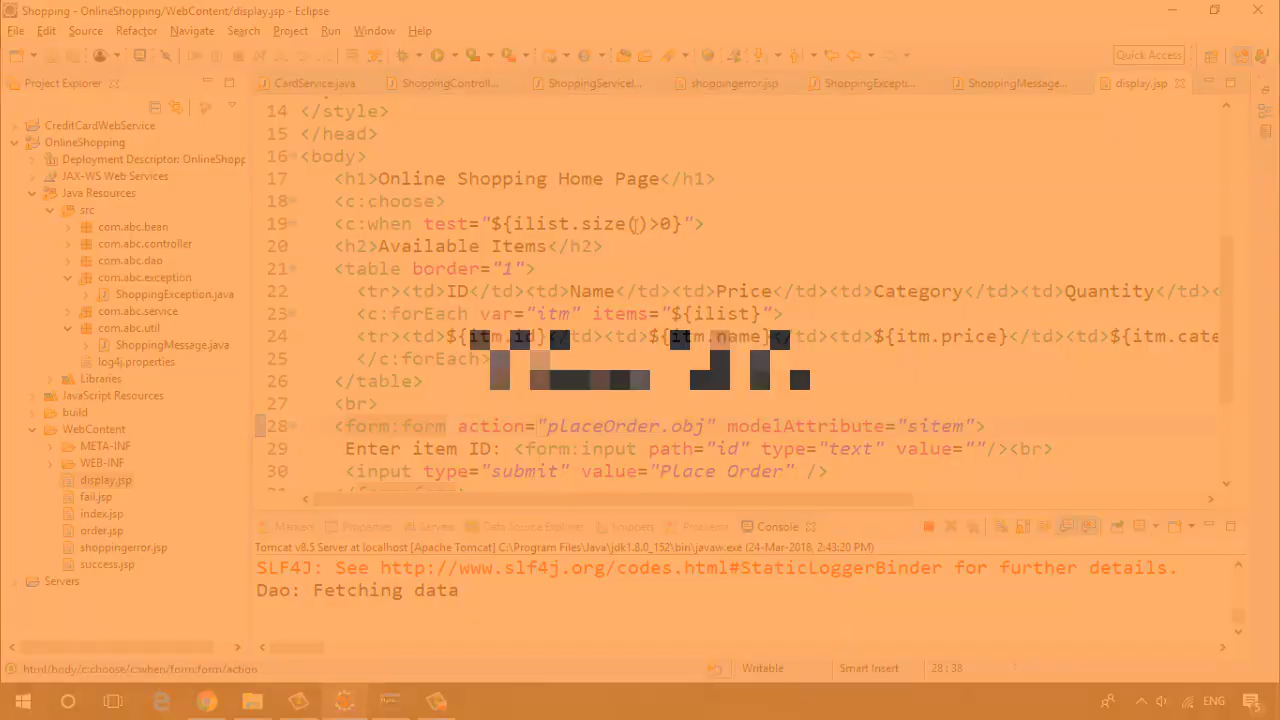 Shopping - OnlineShopping/WebContent/display.jsp - Eclipse
File Edit Source Refactor Navigate Search Project Run Window Help
Quick Access
Project Explorer
CardService.java ShoppingControll... ShoppingServiceI... shoppingerror.jsp ShoppingExcepti... ShoppingMessage... display.jsp
CreditCardWebService
OnlineShopping
Deployment Descriptor: OnlineShopp
JAX-WS Web Services
Java Resources
src
com.abc.bean
com.abc.controller
com.abc.dao
com.abc.exception
ShoppingException.java
com.abc.service
com.abc.util
ShoppingMessage.java
log4j.properties
Libraries
JavaScript Resources
build
WebContent
META-INF
WEB-INF
display.jsp
fail.jsp
index.jsp
order.jsp
shoppingerror.jsp
success.jsp
Servers
14 </style>
15 </head>
16 <body>
17 <h1>Online Shopping Home Page</h1>
18 <c:choose>
19 <c:when test="${ilist.size()>0}">
20 <h2>Available Items</h2>
21 <table border="1">
22 <tr><td>ID</td><td>Name</td><td>Price</td><td>Category</td><td>Quantity</td><
23 <c:forEach var="itm" items="${ilist}">
24 <tr><td>${itm.id}</td><td>${itm.name}</td><td>${itm.price}</td><td>${itm.cate
25 </c:forEach>
26 </table>
27 <br>
28 <form:form action="placeOrder.obj" modelAttribute="sitem">
29 Enter item ID: <form:input path="id" type="text" value=""/><br>
30 <input type="submit" value="Place Order" />
Markers Properties Servers Data Source Explorer Snippets Problems Console
Tomcat v8.5 Server at localhost [Apache Tomcat] C:\Program Files\Java\jdk1.8.0_152\bin\javaw.exe (24-Mar-2018, 2:43:20 PM)
SLF4J: See http://www.slf4j.org/codes.html#StaticLoggerBinder for further details.
Dao: Fetching data
html/body/c:choose/c:when/form:form/action
Writable Smart Insert 28:38
ENG